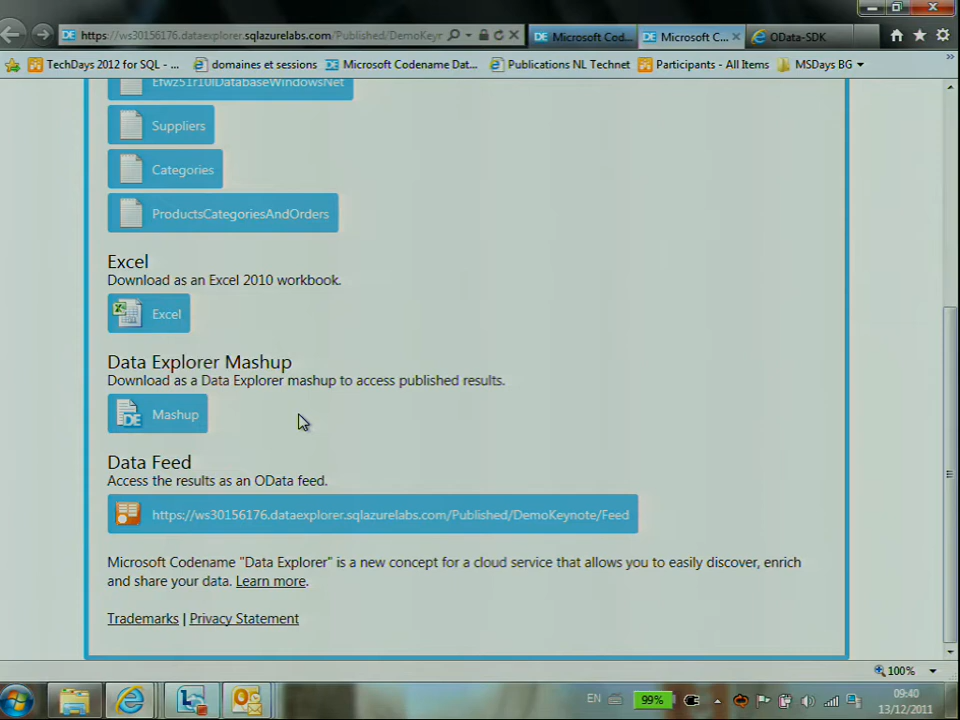 https://ws30156176.dataexplorer.sqlazurelabs.com/Published/DemoKeyr
Microsoft Cod...
Microsoft C...
OData-SDK
TechDays 2012 for SQL - ...
domaines et sessions
Microsoft Codename Dat...
Publications NL Technet
Participants - All Items
MSDays BG
Suppliers
Categories
ProductsCategoriesAndOrders
Excel
Download as an Excel 2010 workbook.
Excel
Data Explorer Mashup
Download as a Data Explorer mashup to access published results.
DE
Mashup
Data Feed
Access the results as an OData feed.
https://ws30156176.dataexplorer.sqlazurelabs.com/Published/DemoKeynote/Feed
Microsoft Codename "Data Explorer" is a new concept for a cloud service that allows you to easily discover, enrich
and share your data. Learn more.
Trademarks | Privacy Statement
100%
EN
99%
09:40
13/12/2011